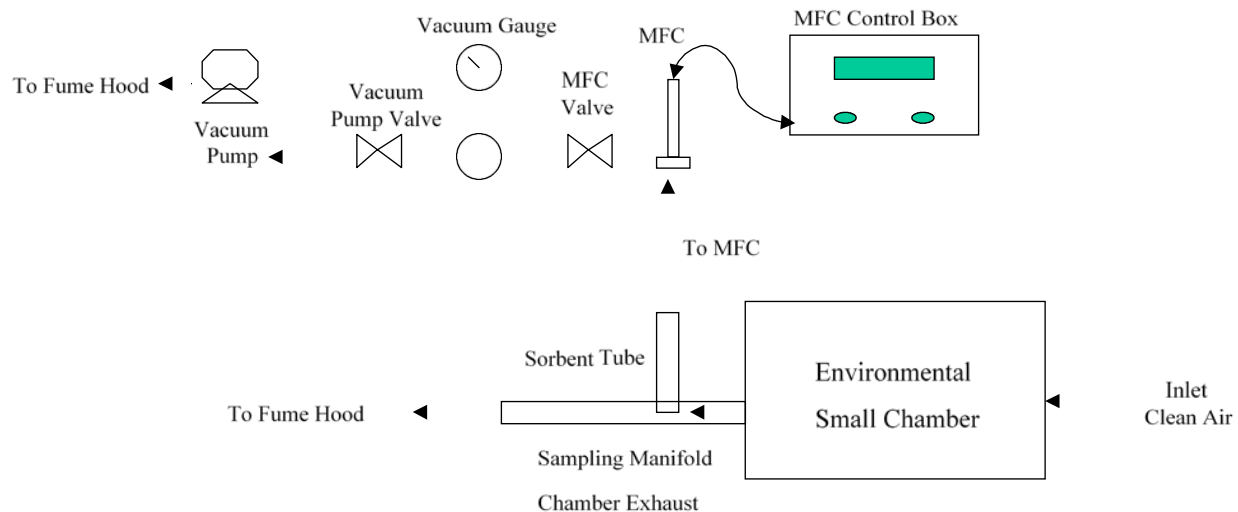 MFC Control Box
Vacuum Gauge
MFC
To Fume Hood
Vacuum
Pump Valve
MFC
Valve
Vacuum
Pump
To MFC
Sorbent Tube
Environmental
Small Chamber
Inlet
Clean Air
To Fume Hood
Sampling Manifold
Chamber Exhaust